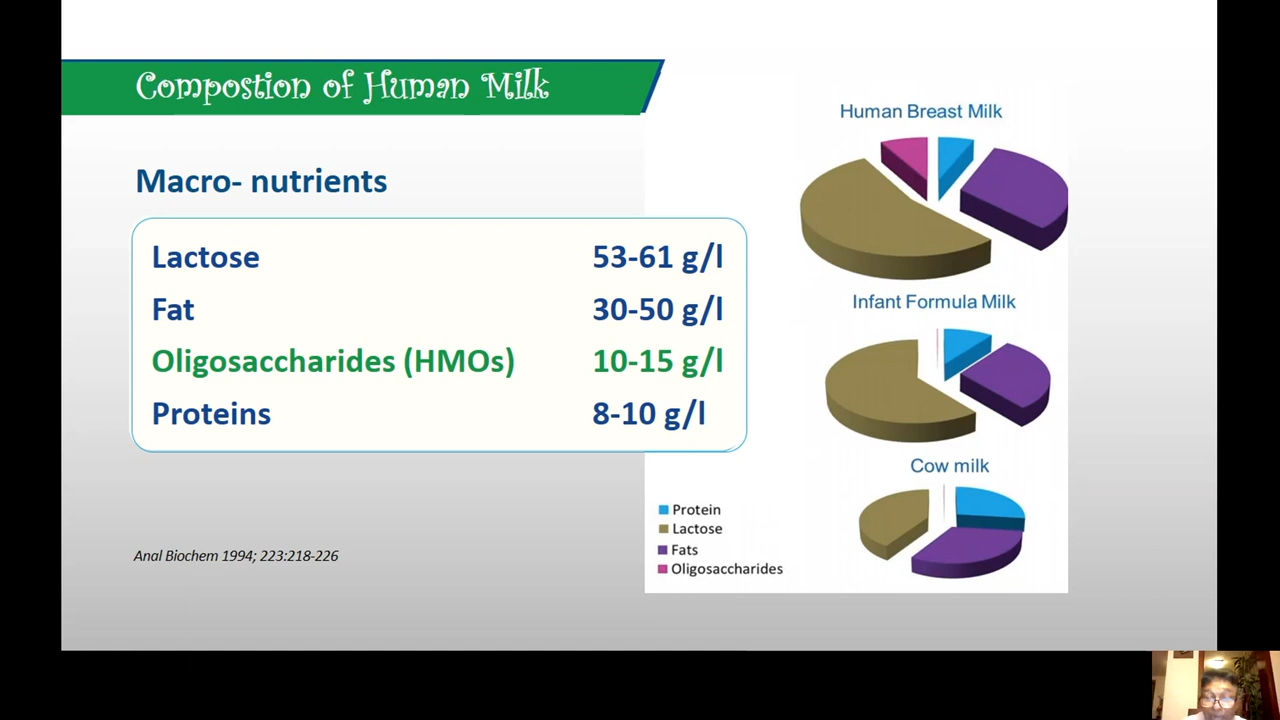 Compostion of Human Milk
Macro- nutrients
Lactose 53-61 g/l
Fat 30-50 g/l
Oligosaccharides (HMOs) 10-15 g/l
Proteins 8-10 g/l
Anal Biochem 1994; 223:218-226
Human Breast Milk
Infant Formula Milk
Cow milk
Protein
Lactose
Fats
Oligosaccharides